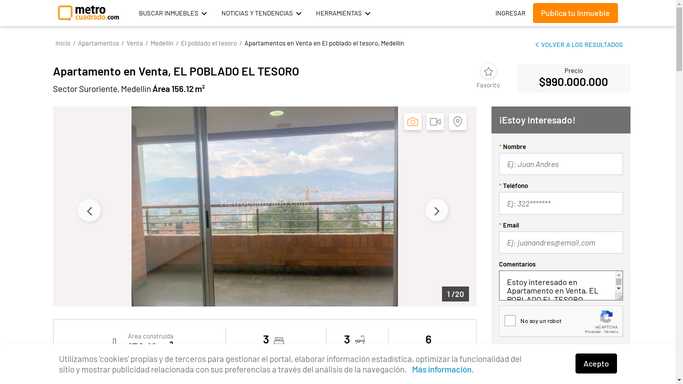 metro
cuadrado.com
BUSCAR INMUEBLES
NOTICIAS Y TENDENCIAS
HERRAMIENTAS
INGRESAR
Publica tu Inmueble
Inicio / Apartamentos / Venta / Medellín / El poblado el tesoro / Apartamentos en Venta en El poblado el tesoro, Medellín
VOLVER A LOS RESULTADOS
Apartamento en Venta, EL POBLADO EL TESORO
Sector Suroriente, Medellín Área 156.12 m²
Favorito
Precio
$990.000.000
metrocuadrado.com
1 / 20
¡Estoy Interesado!
* Nombre
Ej: Juan Andres
* Teléfono
Ej: 322*******
* Email
Ej: juanandres@email.com
Comentarios
Estoy interesado en
Apartamento en Venta, EL
POBLADO EL TESORO
No soy un robot
reCAPTCHA
Privacidad - Términos
Área construida
3
3
6
Utilizamos 'cookies' propias y de terceros para gestionar el portal, elaborar información estadística, optimizar la funcionalidad del
sitio y mostrar publicidad relacionada con sus preferencias a través del análisis de la navegación. Más información.
Acepto